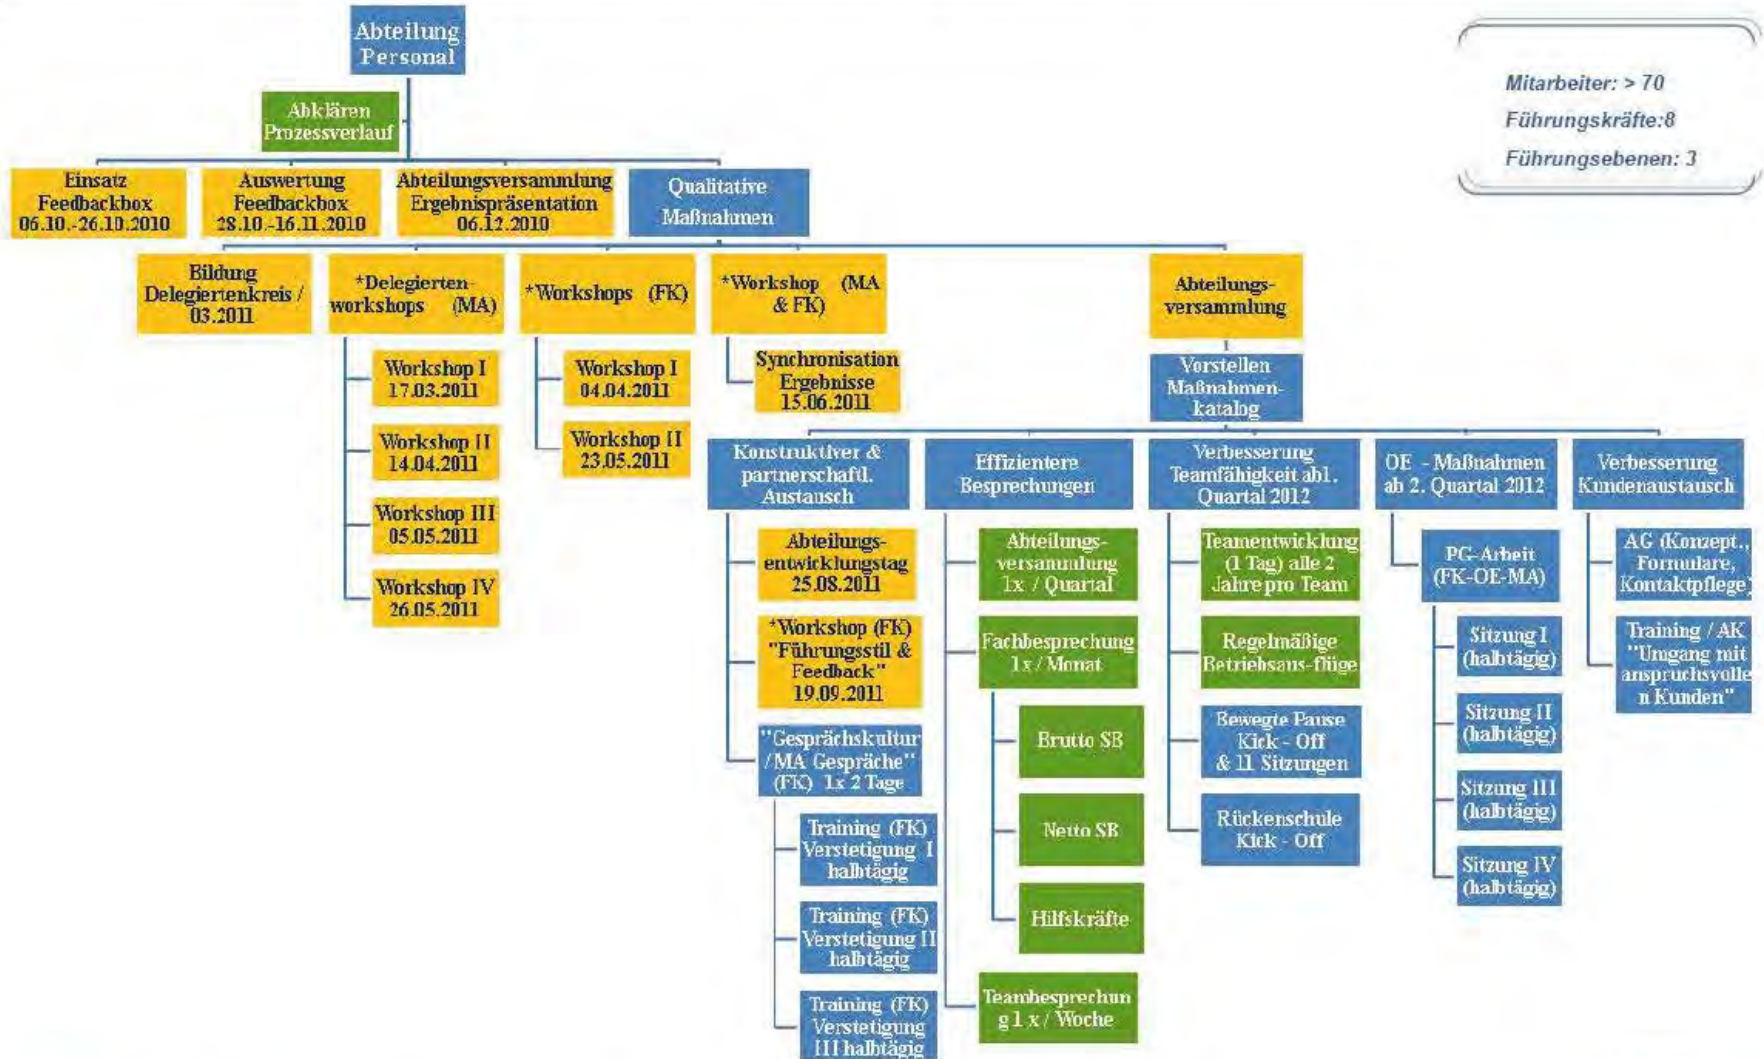 Abteilung
Personal
Mitarbeiter: > 70
Führungskräfte:8
Führungsebenen: 3
Abklären
Prozessverlauf
Einsatz
Feedbackbox
06.10.-26.10.2010
Auswertung
Feedbackbox
28.10.-16.11.2010
Abteilungsversammlung
Ergebnispräsentation
06.12.2010
Qualitative
Maßnahmen
Bildung
Delegiertenkreis /
03.2011
*Delegierten-
workshops (MA)
*Workshops (FK)
*Workshop (MA
& FK)
Abteilungs-
versammlung
Workshop I
17.03.2011
Workshop II
14.04.2011
Workshop III
05.05.2011
Workshop IV
26.05.2011
Workshop I
04.04.2011
Workshop II
23.05.2011
Synchronisation
Ergebnisse
15.06.2011
Vorstellen
Maßnahmen-
katalog
Konstruktiver &
partnerschaftl.
Austausch
Abteilungs-
entwicklungstag
25.08.2011
*Workshop (FK)
"Führungsstil &
Feedback"
19.09.2011
"Gesprächskultur
/MA Gespräche"
(FK) 1x 2 Tage
Training (FK)
Verstetigung I
halbtägig
Training (FK)
Verstetigung II
halbtägig
Training (FK)
Verstetigung
III halbtägig
Effizientere
Besprechungen
Abteilungs-
versammlung
1x / Quartal
Fachbesprechung
1x / Monat
Brutto SB
Netto SB
Hilfskräfte
Teambesprechun
g 1 x / Woche
Verbesserung
Teamfähigkeit ab1.
Quartal 2012
Teamentwicklung
(1 Tag) alle 2
Jahre pro Team
Regelmäßige
Betriebsaus-flüge
Bewegte Pause
Kick - Off
& 11 Sitzungen
Rückenschule
Kick - Off
OE - Maßnahmen
ab 2. Quartal 2012
PG-Arbeit
(FK-OE-MA)
Sitzung I
(halbtägig)
Sitzung II
(halbtägig)
Sitzung III
(halbtägig)
Sitzung IV
(halbtägig)
Verbesserung
Kundenaustausch
AG (Konzept.,
Formulare,
Kontaktpflege)
Training / AK
"Umgang mit
anspruchsvolle
n Kunden"